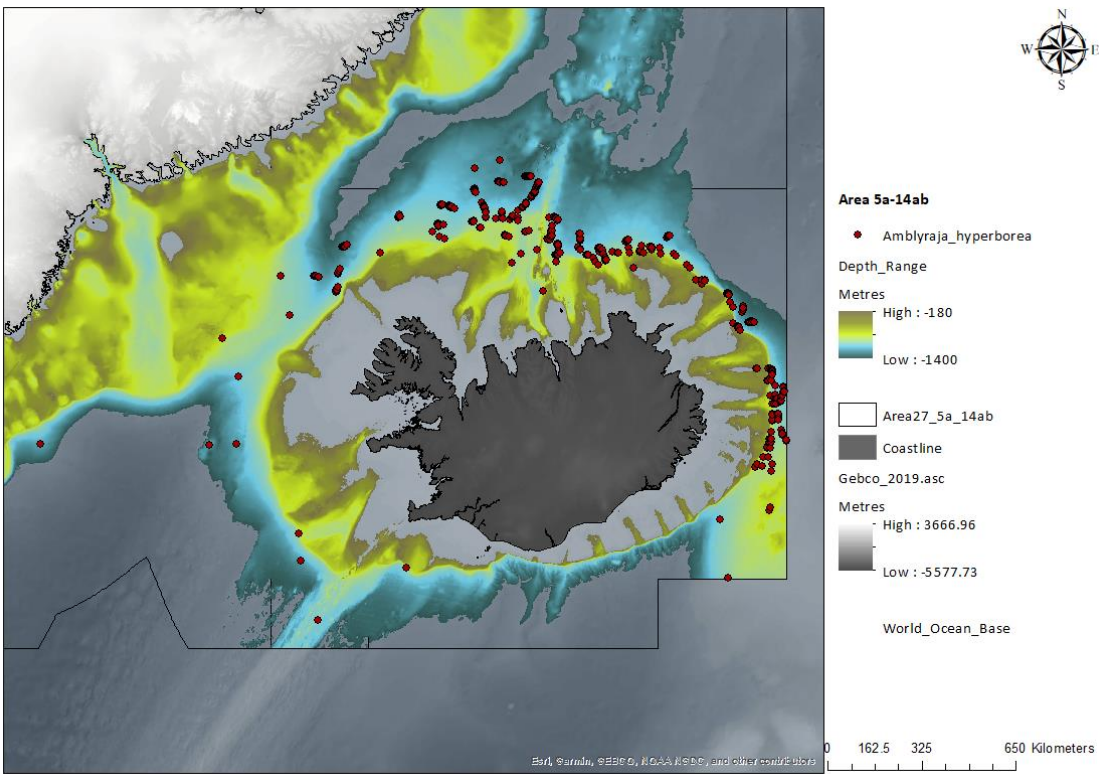 N
W E
S
Area 5a-14ab
Amblyraja_hyperborea
Depth_Range
Metres
High : -180
Low : -1400
Area27_5a_14ab
Coastline
Gebco_2019.asc
Metres
High : 3666.96
Low : -5577.73
World_Ocean_Base
0 162.5 325 650 Kilometers
Esri, Garmin, GEBCO, NOAA NGDC, and other contributors